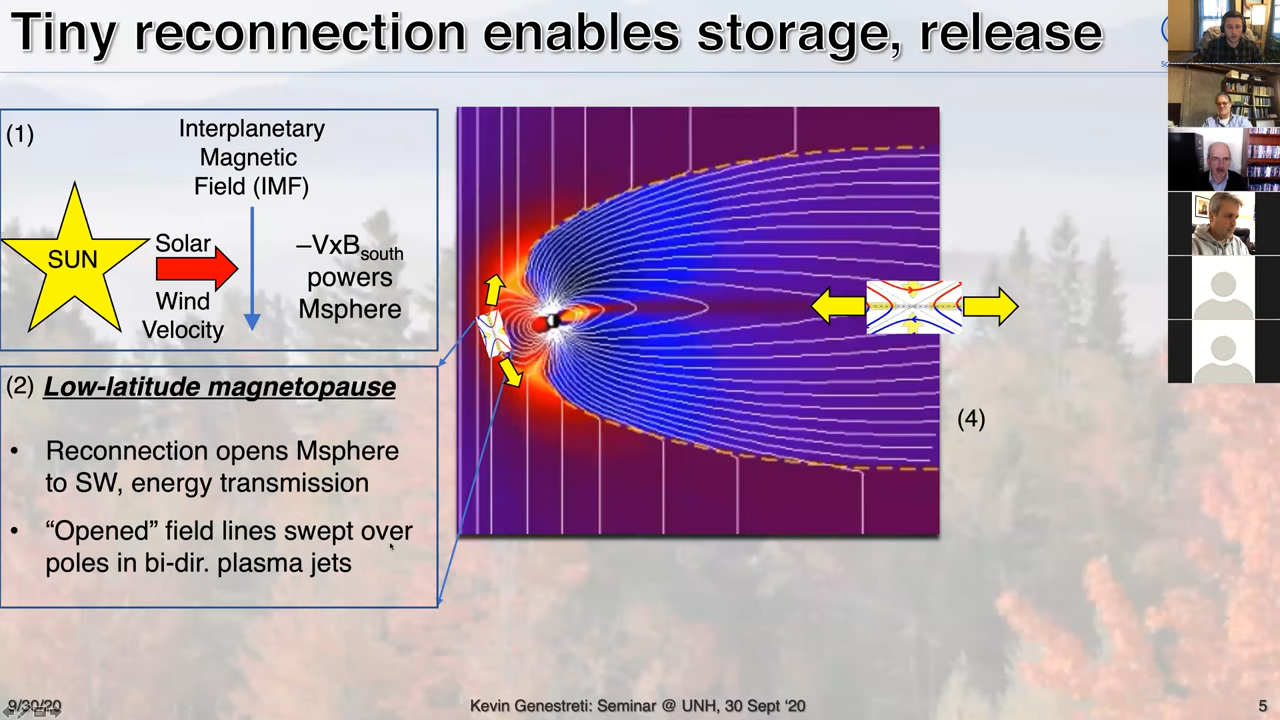 Tiny reconnection enables storage, release
(1)
Interplanetary
Magnetic
Field (IMF)
SUN
Solar
Wind
Velocity
–VxBsouth
powers
Msphere
(2) Low-latitude magnetopause
• Reconnection opens Msphere
to SW, energy transmission
• “Opened” field lines swept over
poles in bi-dir. plasma jets
(4)
9/30/20
Kevin Genestreti: Seminar @ UNH, 30 Sept ‘20
5